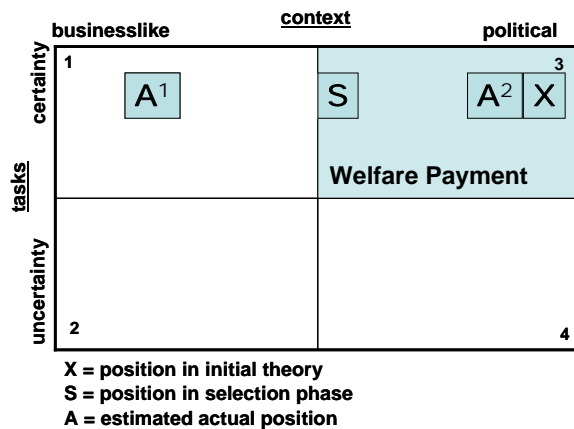 context
businesslike political
certainty
tasks
uncertainty
1
A1
S
A2 X
3
Welfare Payment
2
4
X = position in initial theory
S = position in selection phase
A = estimated actual position